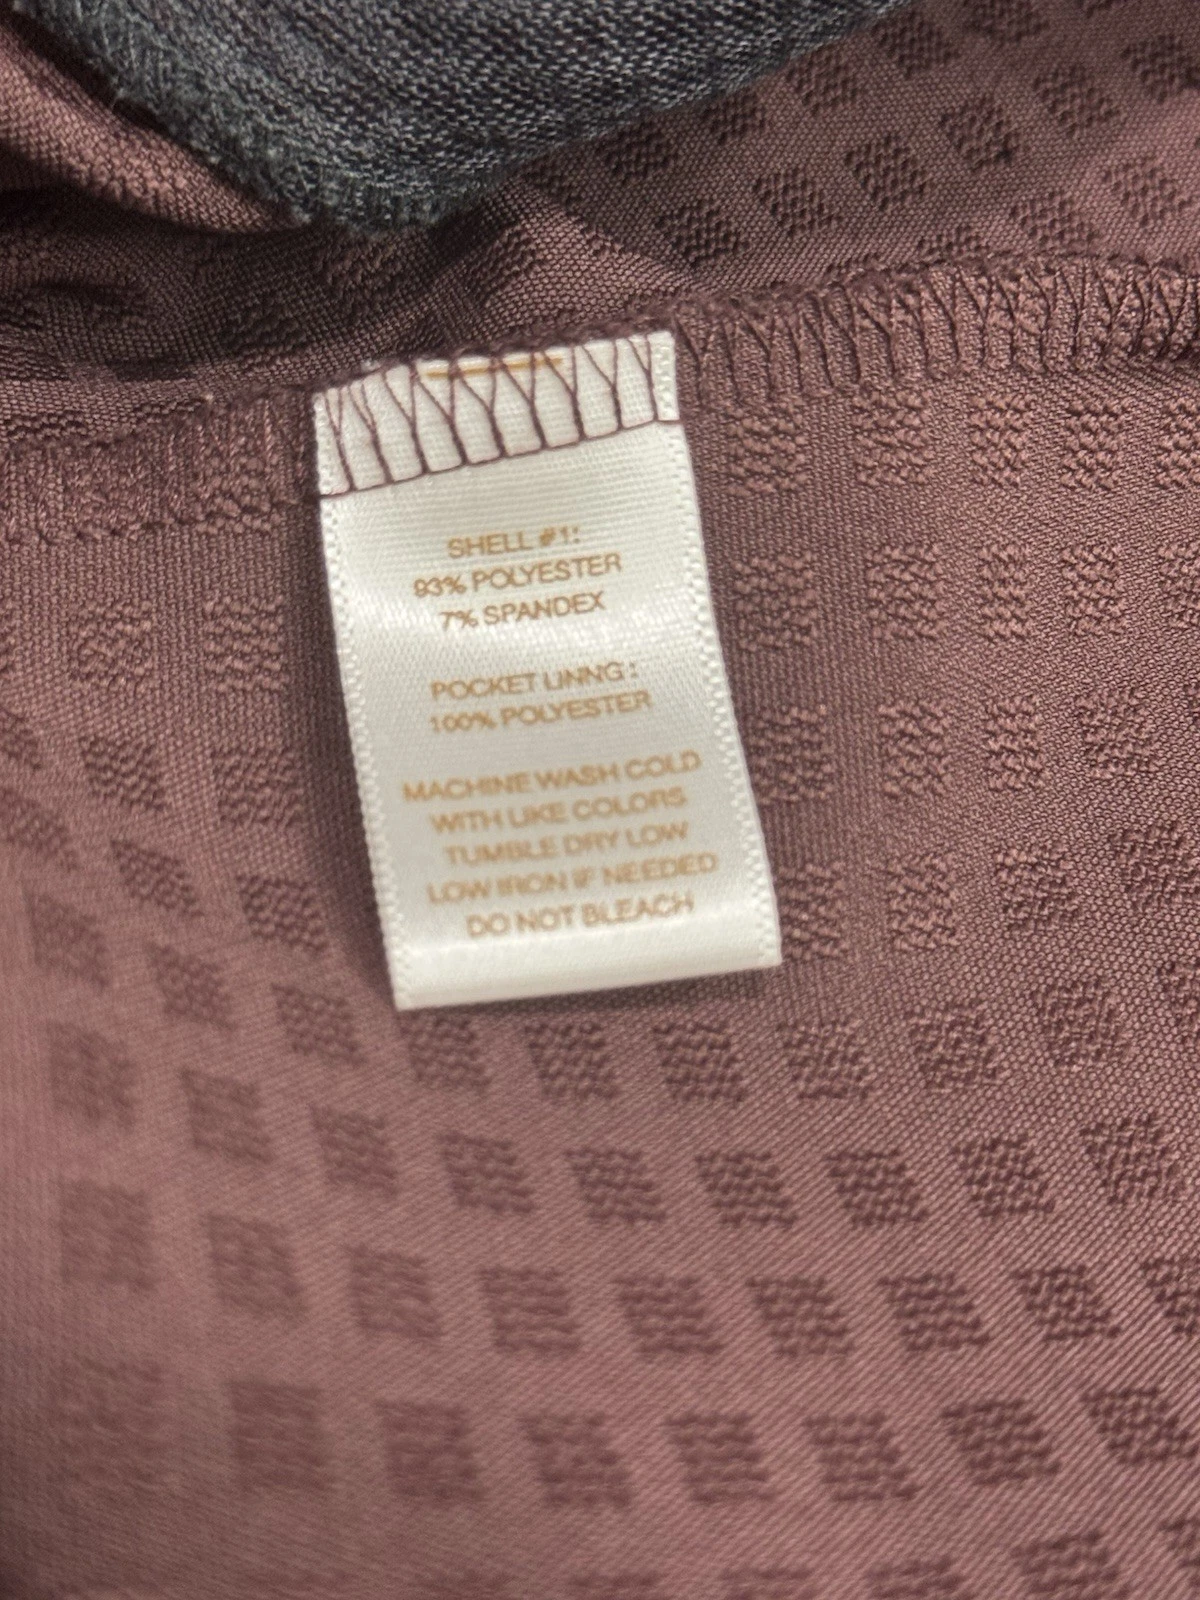 SHELL #1:
93% POLYESTER
7% SPANDEX
POCKET LINNG :
100% POLYESTER
MACHINE WASH COLD
WITH LIKE COLORS
TUMBLE DRY LOW
LOW IRON IF NEEDED
DO NOT BLEACH